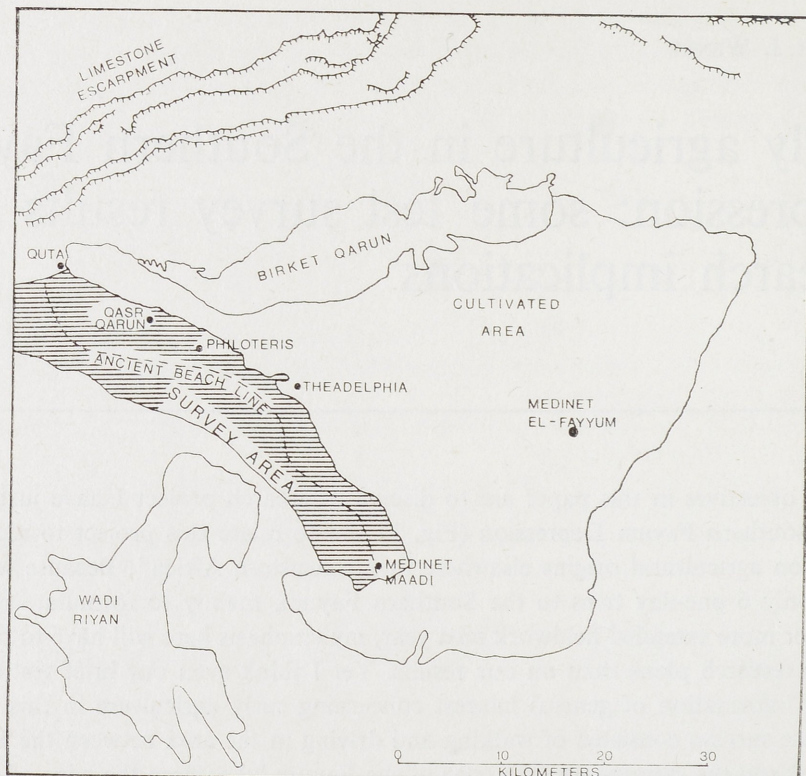 LIMESTONE
ESCARPMENT
QUTA
BIRKET QARUN
QASR
QARUN
CULTIVATED
AREA
PHILOTERIS
ANCIENT BEACH LINE
THEADELPHIA
SURVEY AREA
MEDINET
EL-FAYYUM
MEDINET
MAADI
WADI
RIYAN
0 10 20 30
KILOMETERS